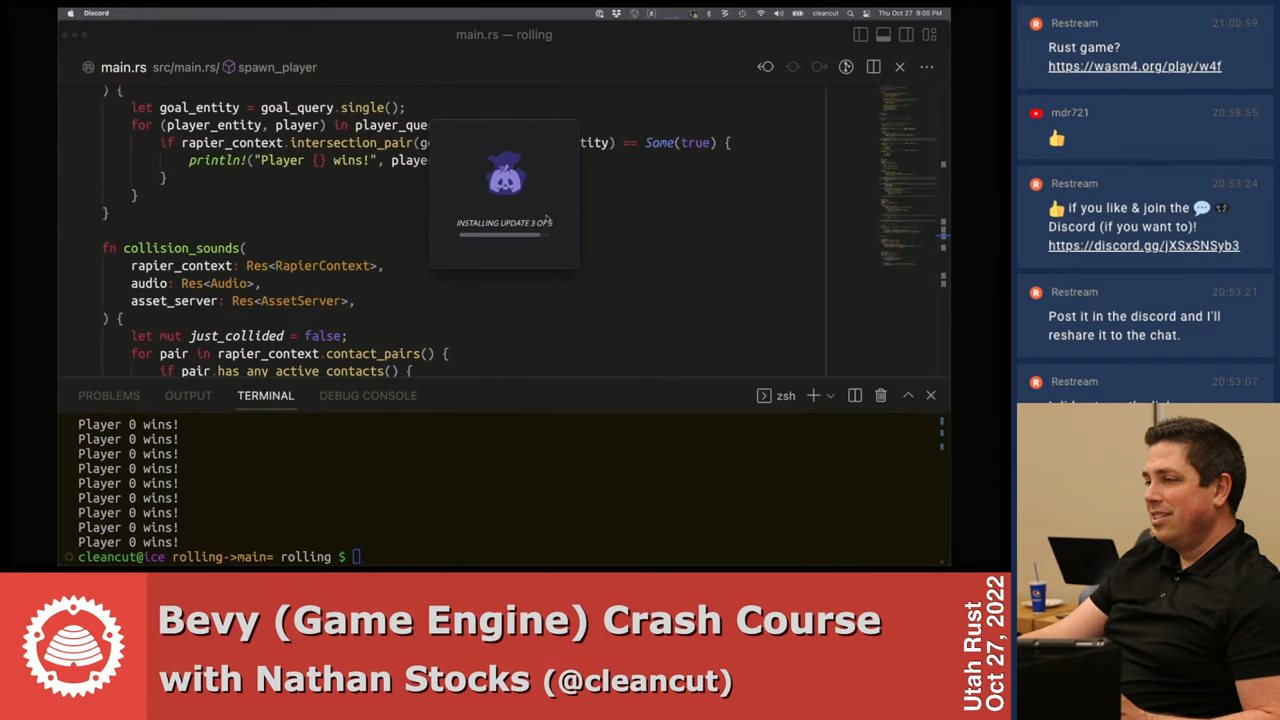 Discord
cleancut
Thu Oct 27 9:05 PM
main.rs — rolling
main.rs src/main.rs/ spawn_player
) {
let goal_entity = goal_query.single();
for (player_entity, player) in player_que
if rapier_context.intersection_pair(g
tity) == Some(true) {
println!("Player {} wins!", playe
}
}
}
INSTALLING UPDATE 3 OF 5
fn collision_sounds(
rapier_context: Res<RapierContext>,
audio: Res<Audio>,
asset_server: Res<AssetServer>,
) {
let mut just_collided = false;
for pair in rapier_context.contact_pairs() {
if pair.has_any_active_contacts() {
PROBLEMS OUTPUT TERMINAL DEBUG CONSOLE
zsh
Player 0 wins!
Player 0 wins!
Player 0 wins!
Player 0 wins!
Player 0 wins!
Player 0 wins!
Player 0 wins!
Player 0 wins!
Player 0 wins!
cleancut@ice rolling->main= rolling $
Restream 21:00:59
Rust game?
https://wasm4.org/play/w4f
mdr721 20:58:55
👍
Restream 20:53:24
👍 if you like & join the 💬
Discord (if you want to)!
https://discord.gg/jXSxSNSyb3
Restream 20:53:21
Post it in the discord and I'll
reshare it to the chat.
Restream 20:53:07
Bevy (Game Engine) Crash Course
with Nathan Stocks (@cleancut)
Utah Rust
Oct 27, 2022